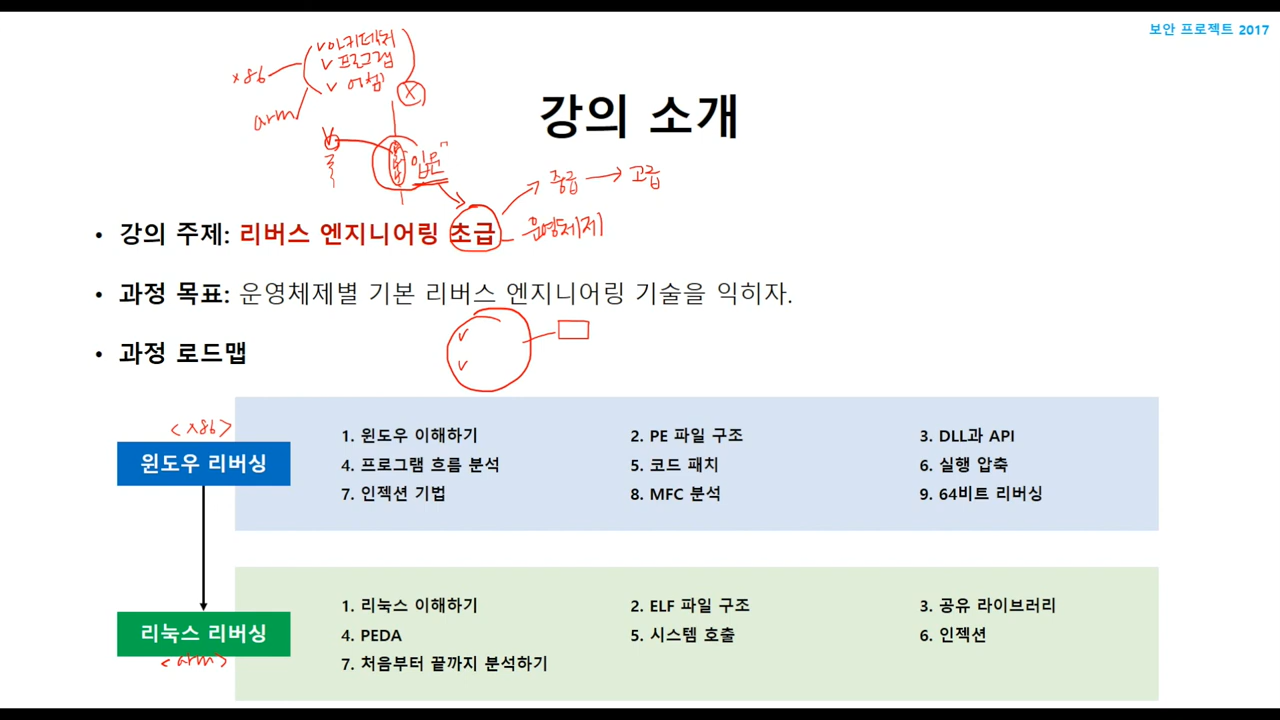 보안 프로젝트 2017
v 아키텍처
v 프로그램
v 어셈
x86
X
arm
강의 소개
"입문"
중급 → 고급
• 강의 주제: 리버스 엔지니어링 초급
운영체제
• 과정 목표: 운영체제별 기본 리버스 엔지니어링 기술을 익히자.
• 과정 로드맵
<x86>
윈도우 리버싱
1. 윈도우 이해하기 2. PE 파일 구조 3. DLL과 API
4. 프로그램 흐름 분석 5. 코드 패치 6. 실행 압축
7. 인젝션 기법 8. MFC 분석 9. 64비트 리버싱
리눅스 리버싱
<arm>
1. 리눅스 이해하기 2. ELF 파일 구조 3. 공유 라이브러리
4. PEDA 5. 시스템 호출 6. 인젝션
7. 처음부터 끝까지 분석하기